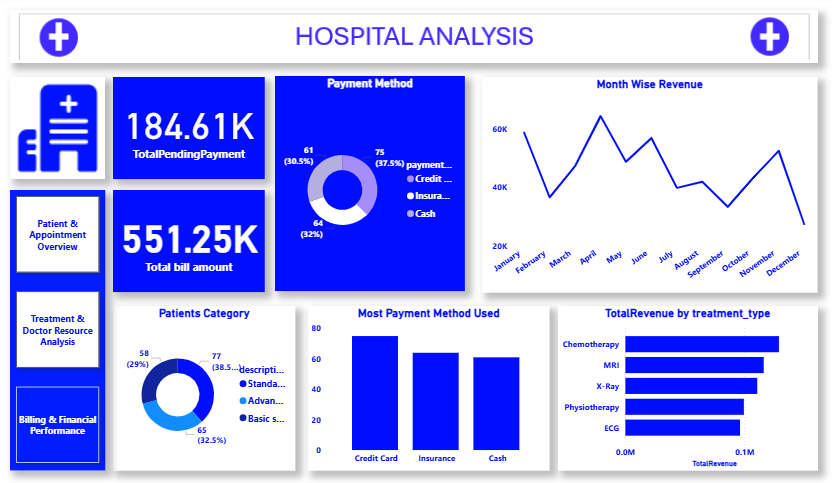 HOSPITAL ANALYSIS
184.61K
TotalPendingPayment
551.25K
Total bill amount
Patient &
Appointment
Overview
Treatment &
Doctor Resource
Analysis
Billing & Financial
Performance
Payment Method
61
(30.5%)
75
(37.5%)
64
(32%)
payment...
Credit ...
Insura...
Cash
Month Wise Revenue
60K
40K
20K
January
February
March
April
May
June
July
August
September
October
November
December
Patients Category
58
(29%)
77
(38.5...
65
(32.5%)
descripti...
Standa...
Advan...
Basic s...
Most Payment Method Used
80
60
40
20
0
Credit Card
Insurance
Cash
TotalRevenue by treatment_type
Chemotherapy
MRI
X-Ray
Physiotherapy
ECG
0.0M
0.1M
TotalRevenue